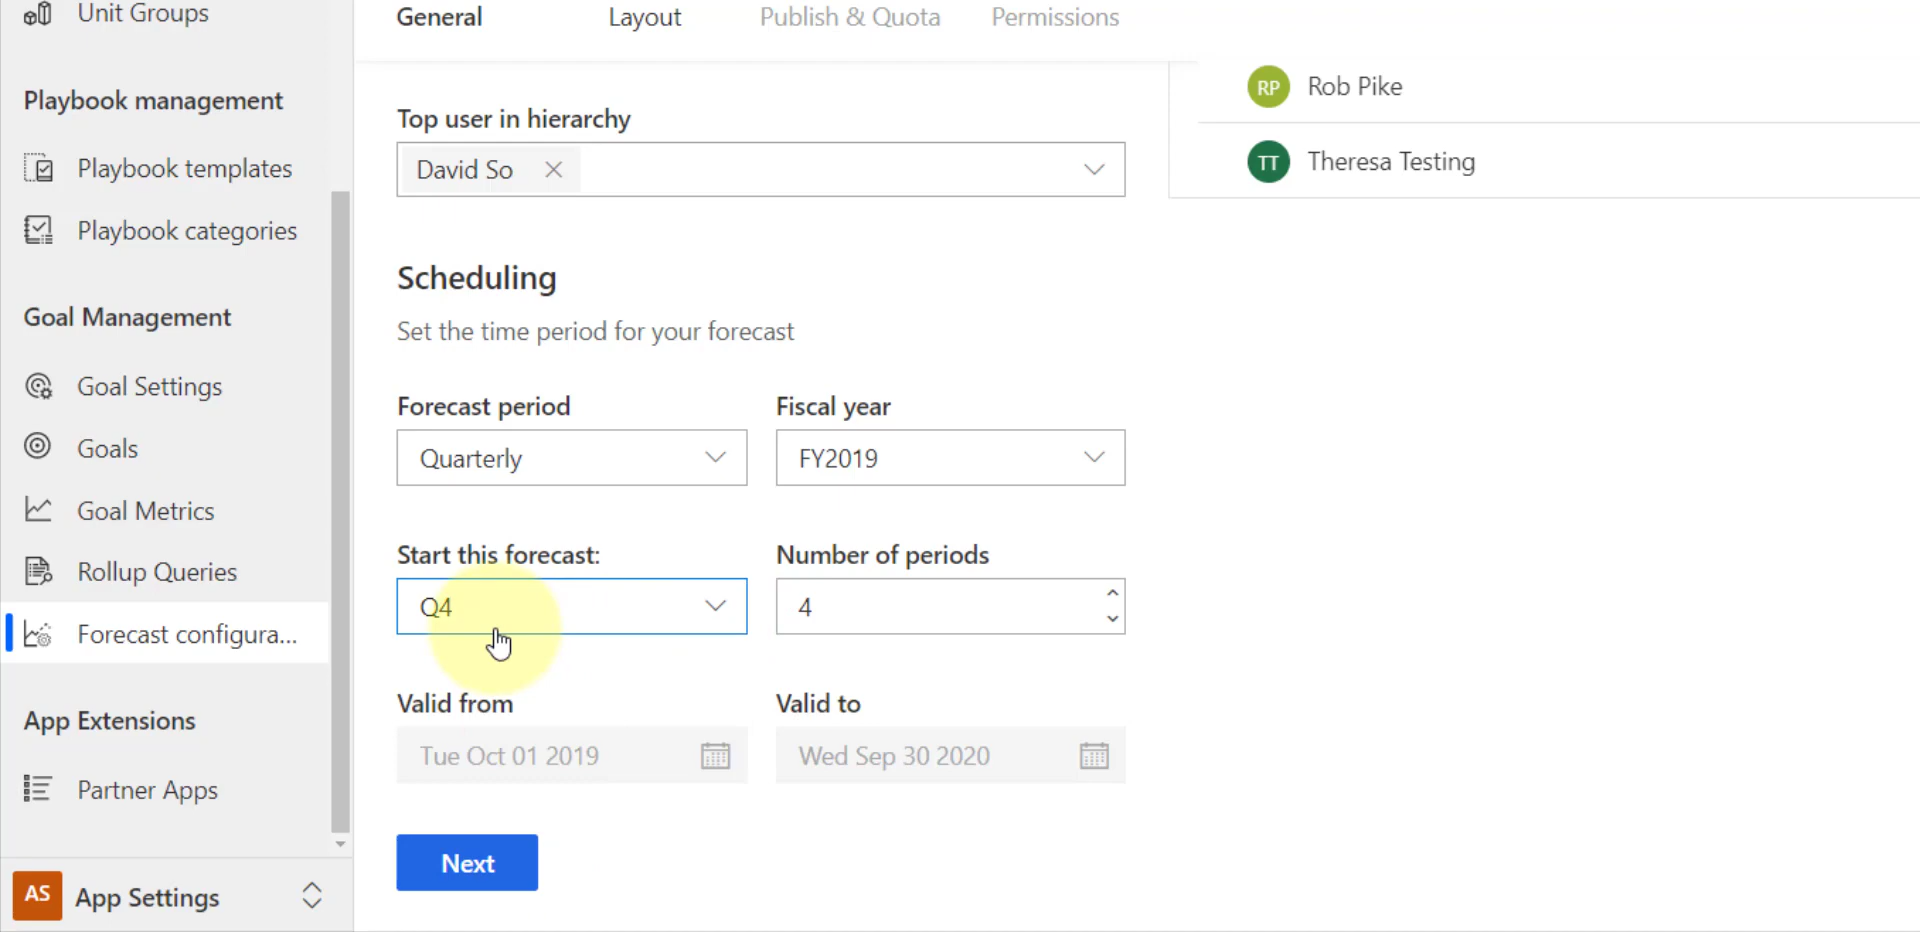 Unit Groups
Playbook management
Playbook templates
Playbook categories
Goal Management
Goal Settings
Goals
Goal Metrics
Rollup Queries
Forecast configura...
App Extensions
Partner Apps
AS App Settings
General Layout Publish & Quota Permissions
Top user in hierarchy
David So
Scheduling
Set the time period for your forecast
Forecast period Fiscal year
Quarterly FY2019
Start this forecast: Number of periods
Q4 4
Valid from Valid to
Tue Oct 01 2019 Wed Sep 30 2020
Next
RP Rob Pike
TT Theresa Testing